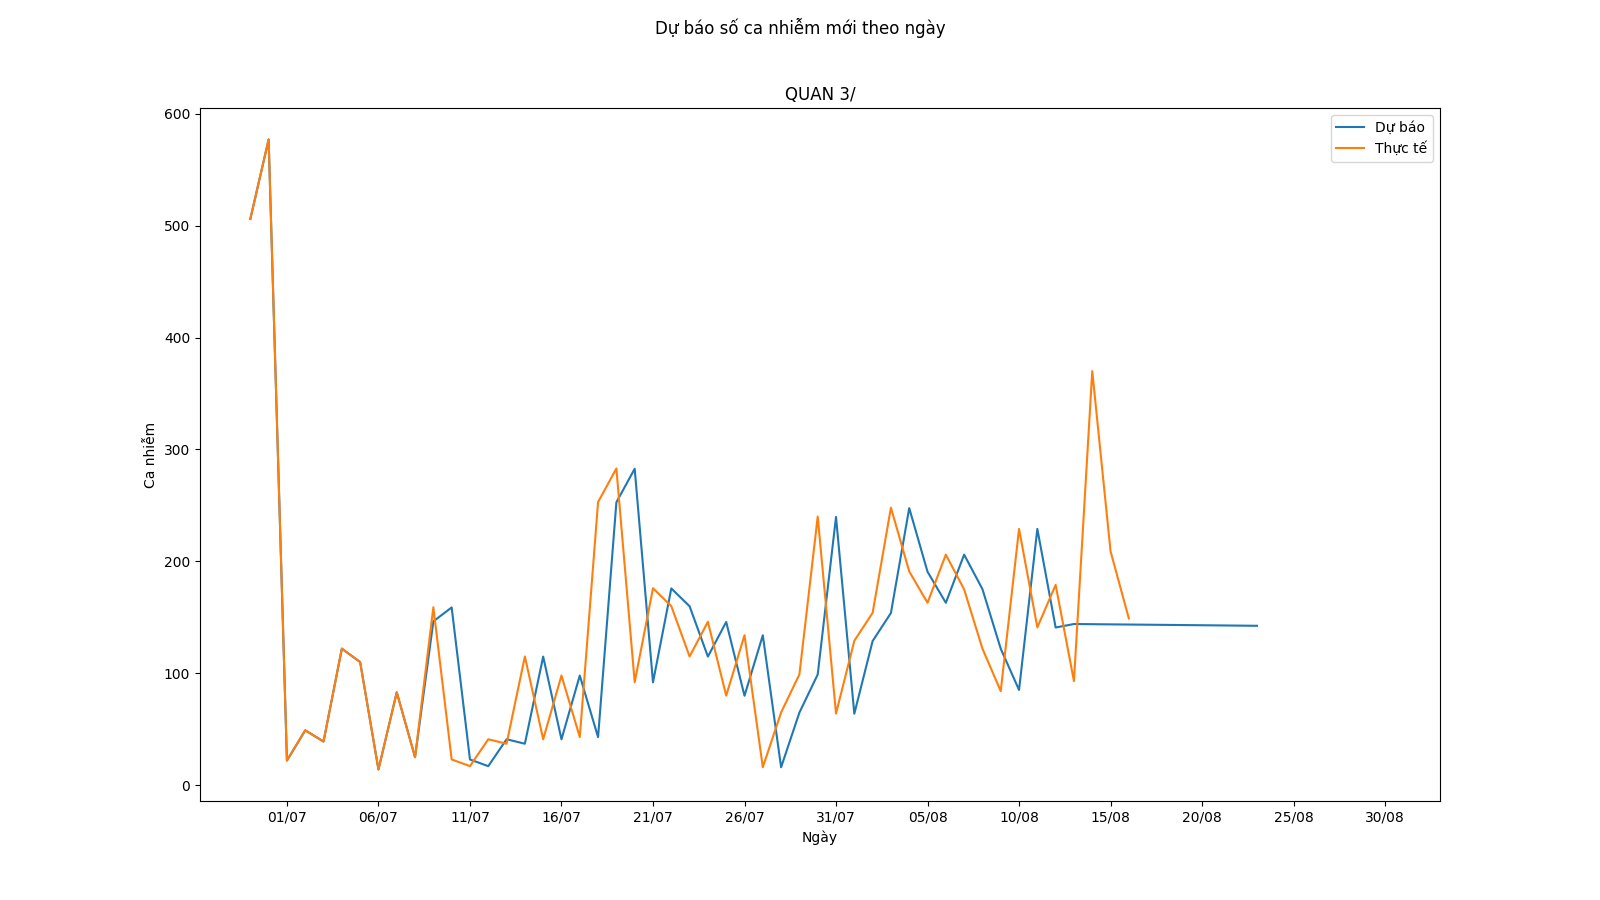 Dự báo số ca nhiễm mới theo ngày
QUAN 3/
Dự báo
Thực tế
Ca nhiễm
600
500
400
300
200
100
0
01/07 06/07 11/07 16/07 21/07 26/07 31/07 05/08 10/08 15/08 20/08 25/08 30/08
Ngày